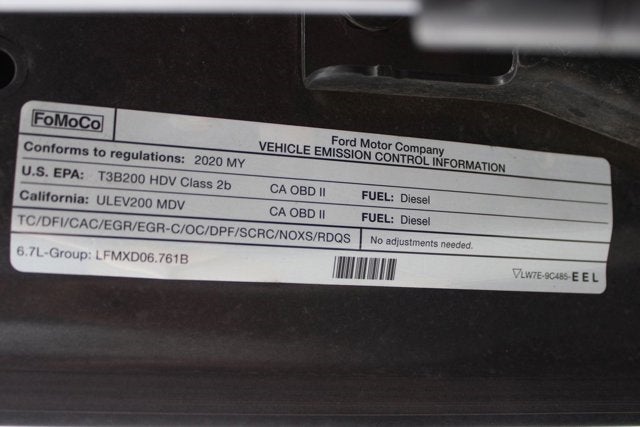 FoMoCo
Ford Motor Company
VEHICLE EMISSION CONTROL INFORMATION
Conforms to regulations: 2020 MY
U.S. EPA: T3B200 HDV Class 2b CA OBD II FUEL: Diesel
California: ULEV200 MDV CA OBD II FUEL: Diesel
TC/DFI/CAC/EGR/EGR-C/OC/DPF/SCRC/NOXS/RDQS No adjustments needed.
6.7L-Group: LFMXD06.761B
▽LW7E-9C485-EEL